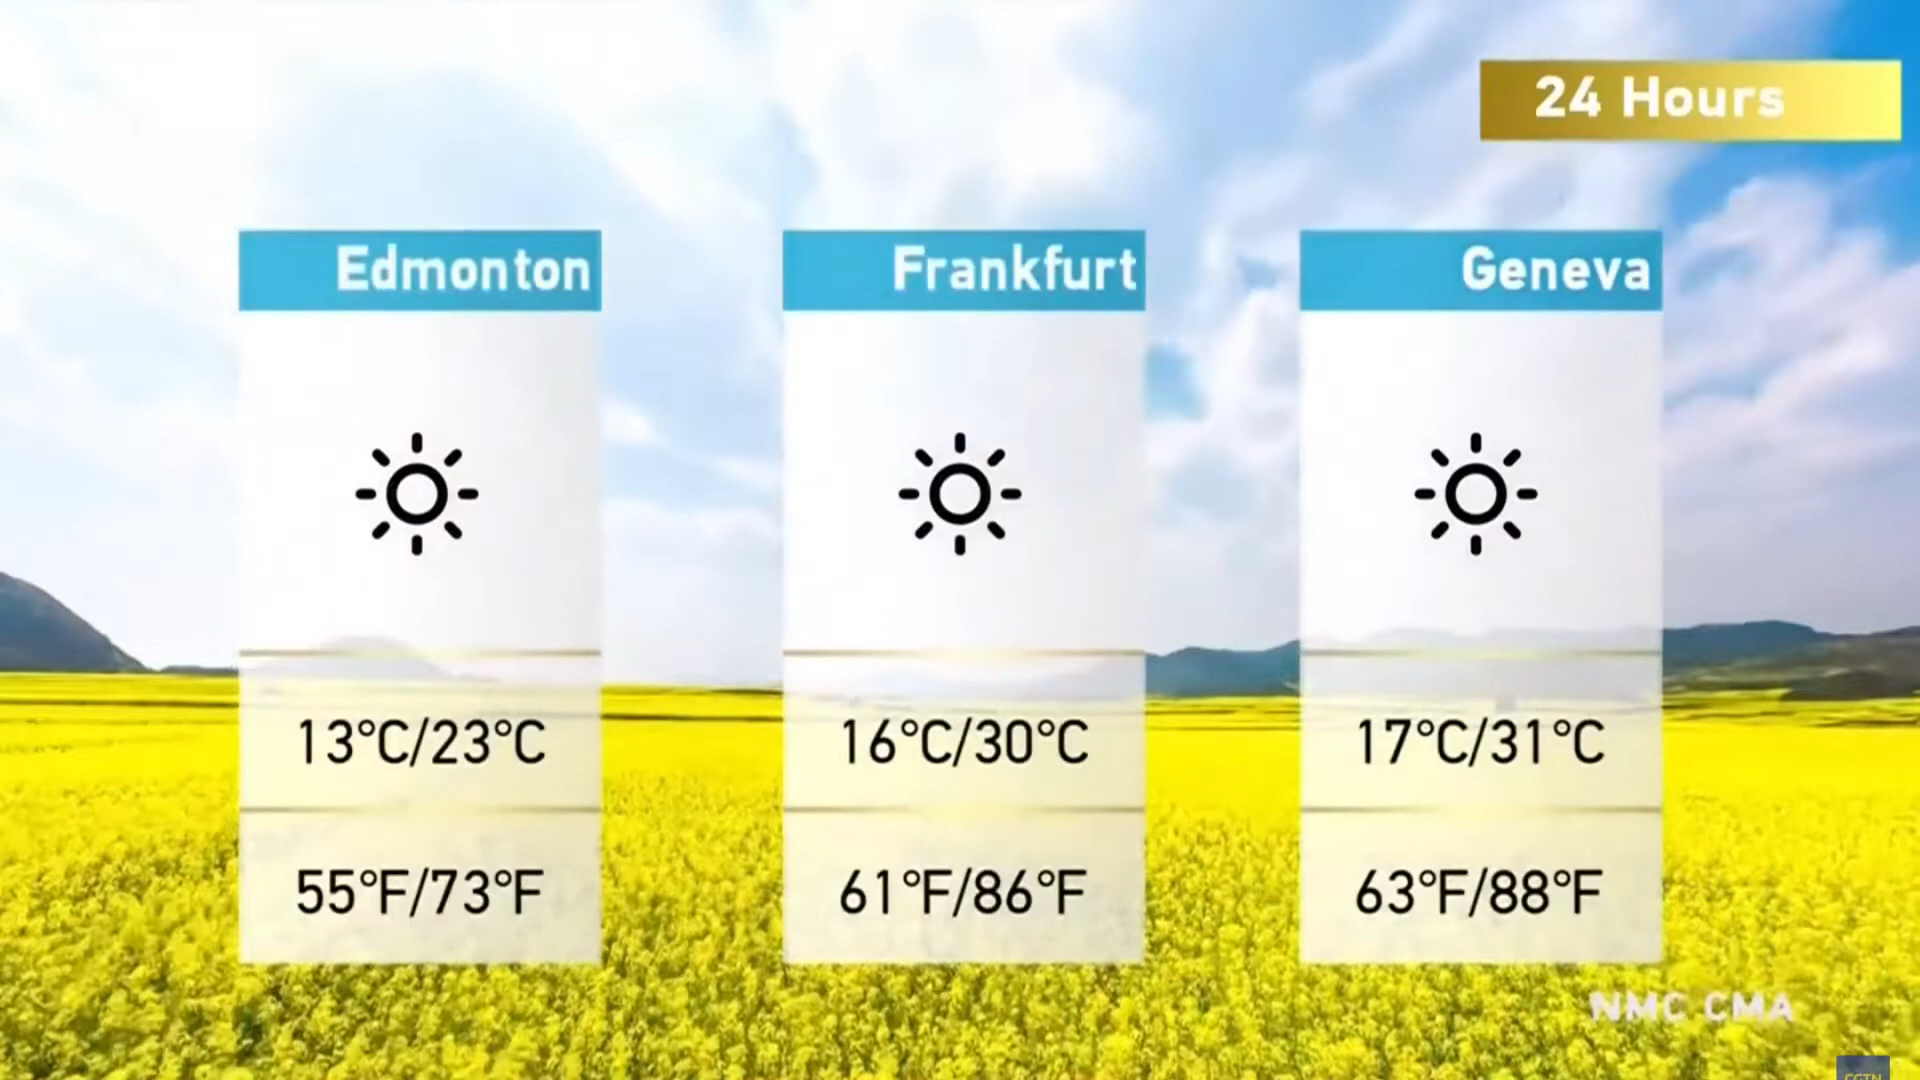 24 Hours
Edmonton
Frankfurt
Geneva
13°C/23°C
16°C/30°C
17°C/31°C
55°F/73°F
61°F/86°F
63°F/88°F
NMC CMA
CGTN